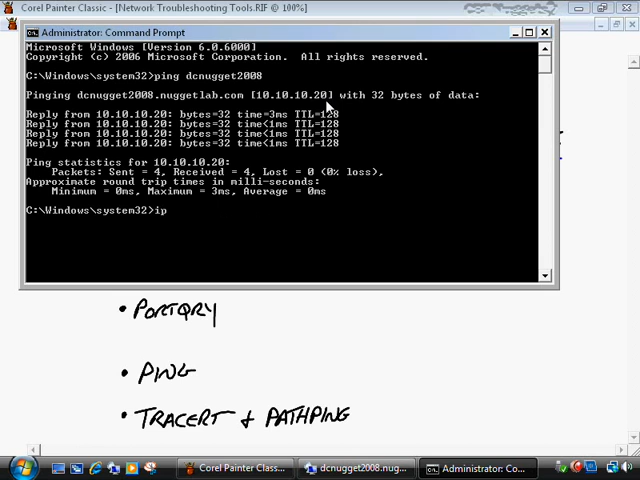 Corel Painter Classic - [Network Troubleshooting Tools.RIF @ 100%]
Administrator: Command Prompt
Microsoft Windows [Version 6.0.6000]
Copyright (c) 2006 Microsoft Corporation. All rights reserved.
C:\Windows\system32>ping dcnugget2008
Pinging dcnugget2008.nuggetlab.com [10.10.10.20] with 32 bytes of data:
Reply from 10.10.10.20: bytes=32 time=3ms TTL=128
Reply from 10.10.10.20: bytes=32 time<1ms TTL=128
Reply from 10.10.10.20: bytes=32 time<1ms TTL=128
Reply from 10.10.10.20: bytes=32 time<1ms TTL=128
Ping statistics for 10.10.10.20:
Packets: Sent = 4, Received = 4, Lost = 0 (0% loss),
Approximate round trip times in milli-seconds:
Minimum = 0ms, Maximum = 3ms, Average = 0ms
C:\Windows\system32>ip
• PORTQRY
• PING
• TRACERT & PATHPING
Corel Painter Classic... dcnugget2008.nugg... Administrator: Co...